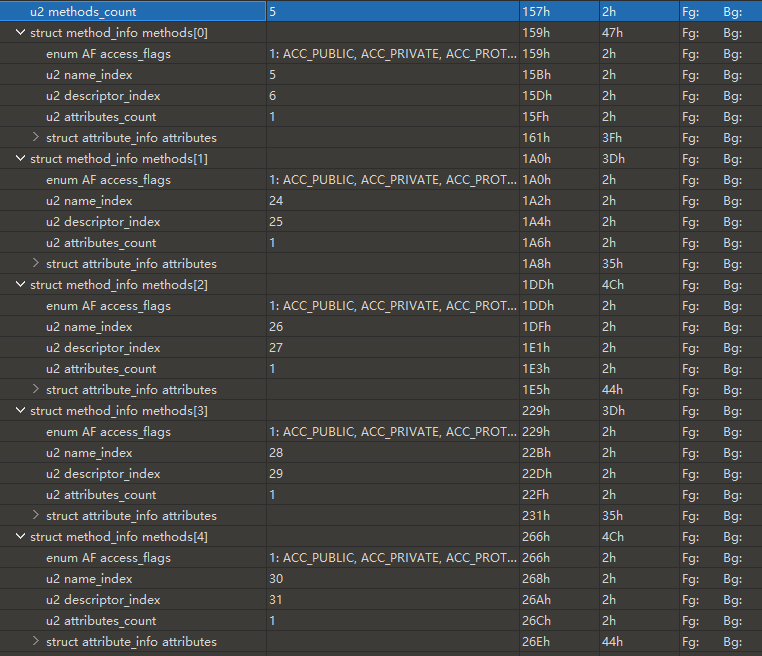 u2 methods_count 5 157h 2h Fg: Bg:
struct method_info methods[0] 159h 47h Fg: Bg:
enum AF access_flags 1: ACC_PUBLIC, ACC_PRIVATE, ACC_PROT... 159h 2h Fg: Bg:
u2 name_index 5 15Bh 2h Fg: Bg:
u2 descriptor_index 6 15Dh 2h Fg: Bg:
u2 attributes_count 1 15Fh 2h Fg: Bg:
struct attribute_info attributes 161h 3Fh Fg: Bg:
struct method_info methods[1] 1A0h 3Dh Fg: Bg:
enum AF access_flags 1: ACC_PUBLIC, ACC_PRIVATE, ACC_PROT... 1A0h 2h Fg: Bg:
u2 name_index 24 1A2h 2h Fg: Bg:
u2 descriptor_index 25 1A4h 2h Fg: Bg:
u2 attributes_count 1 1A6h 2h Fg: Bg:
struct attribute_info attributes 1A8h 35h Fg: Bg:
struct method_info methods[2] 1DDh 4Ch Fg: Bg:
enum AF access_flags 1: ACC_PUBLIC, ACC_PRIVATE, ACC_PROT... 1DDh 2h Fg: Bg:
u2 name_index 26 1DFh 2h Fg: Bg:
u2 descriptor_index 27 1E1h 2h Fg: Bg:
u2 attributes_count 1 1E3h 2h Fg: Bg:
struct attribute_info attributes 1E5h 44h Fg: Bg:
struct method_info methods[3] 229h 3Dh Fg: Bg:
enum AF access_flags 1: ACC_PUBLIC, ACC_PRIVATE, ACC_PROT... 229h 2h Fg: Bg:
u2 name_index 28 22Bh 2h Fg: Bg:
u2 descriptor_index 29 22Dh 2h Fg: Bg:
u2 attributes_count 1 22Fh 2h Fg: Bg:
struct attribute_info attributes 231h 35h Fg: Bg:
struct method_info methods[4] 266h 4Ch Fg: Bg:
enum AF access_flags 1: ACC_PUBLIC, ACC_PRIVATE, ACC_PROT... 266h 2h Fg: Bg:
u2 name_index 30 268h 2h Fg: Bg:
u2 descriptor_index 31 26Ah 2h Fg: Bg:
u2 attributes_count 1 26Ch 2h Fg: Bg:
struct attribute_info attributes 26Eh 44h Fg: Bg: